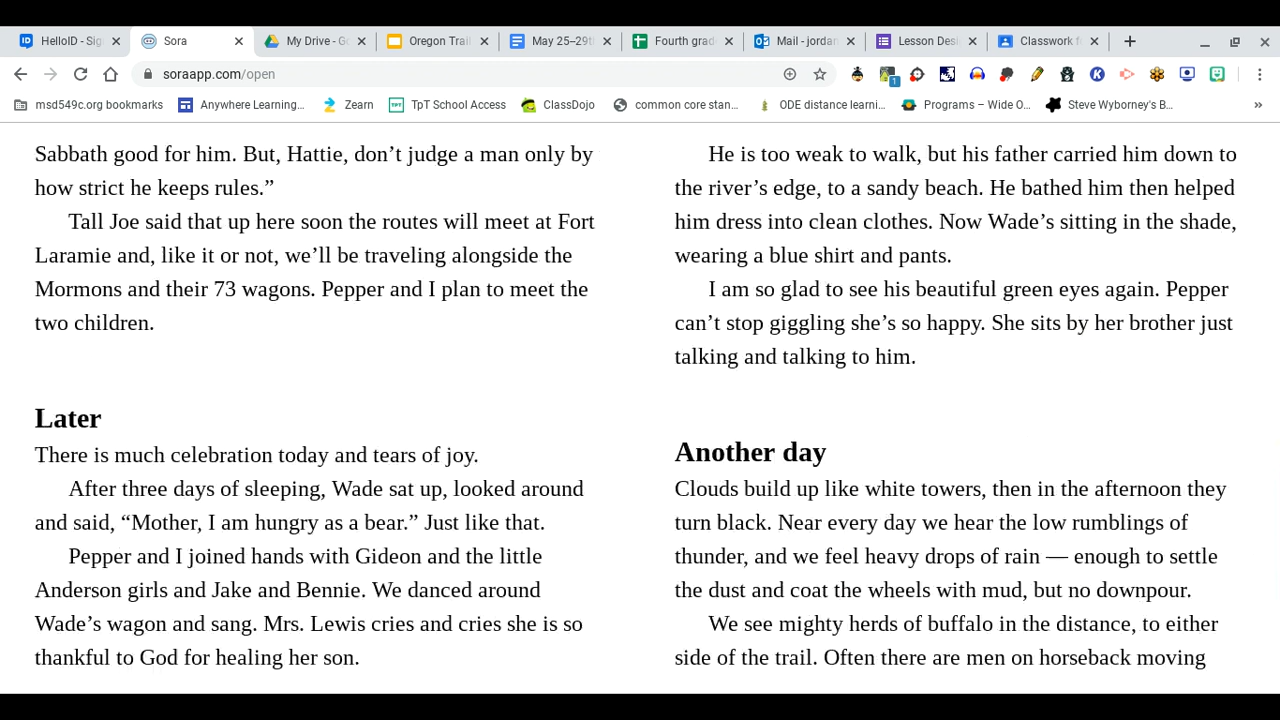 HelloID - Sig
Sora
My Drive - Go
Oregon Trai
May 25–29t
Fourth grad
Mail - jordan
Lesson Desi
Classwork f
soraapp.com/open
1
msd549c.org bookmarks
Anywhere Learning...
Zearn
TpT School Access
ClassDojo
common core stan...
ODE distance learni...
Programs – Wide O...
Steve Wyborney's B...
»
Sabbath good for him. But, Hattie, don’t judge a man only by
how strict he keeps rules.”
Tall Joe said that up here soon the routes will meet at Fort
Laramie and, like it or not, we’ll be traveling alongside the
Mormons and their 73 wagons. Pepper and I plan to meet the
two children.
Later
There is much celebration today and tears of joy.
After three days of sleeping, Wade sat up, looked around
and said, “Mother, I am hungry as a bear.” Just like that.
Pepper and I joined hands with Gideon and the little
Anderson girls and Jake and Bennie. We danced around
Wade’s wagon and sang. Mrs. Lewis cries and cries she is so
thankful to God for healing her son.
He is too weak to walk, but his father carried him down to
the river’s edge, to a sandy beach. He bathed him then helped
him dress into clean clothes. Now Wade’s sitting in the shade,
wearing a blue shirt and pants.
I am so glad to see his beautiful green eyes again. Pepper
can’t stop giggling she’s so happy. She sits by her brother just
talking and talking to him.
Another day
Clouds build up like white towers, then in the afternoon they
turn black. Near every day we hear the low rumblings of
thunder, and we feel heavy drops of rain — enough to settle
the dust and coat the wheels with mud, but no downpour.
We see mighty herds of buffalo in the distance, to either
side of the trail. Often there are men on horseback moving